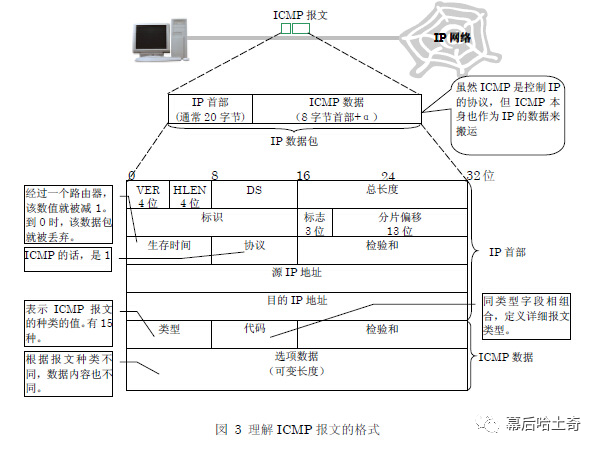 ICMP 报文
IP 网络
IP 首部
(通常 20 字节)
ICMP 数据
(8 字节首部+α)
IP 数据包
虽然 ICMP 是控制 IP
的协议，但 ICMP 本
身也作为 IP 的数据来
搬运
0 8 16 24 32 位
VER
4 位
HLEN
4 位
DS
总长度
标识
标志
3 位
分片偏移
13 位
生存时间
协议
检验和
源 IP 地址
目的 IP 地址
类型
代码
检验和
选项数据
(可变长度)
经过一个路由器，
该数值就被减 1。
到 0 时，该数据包
就被丢弃。
ICMP 的话，是 1
表示 ICMP 报文
的种类的值。有 15
种。
根据报文种类不
同，数据内容也不
同。
IP 首部
同类型字段相组
合，定义详细报文
类型。
ICMP 数据
図 3 理解 ICMP 报文的格式
幕后哈士奇